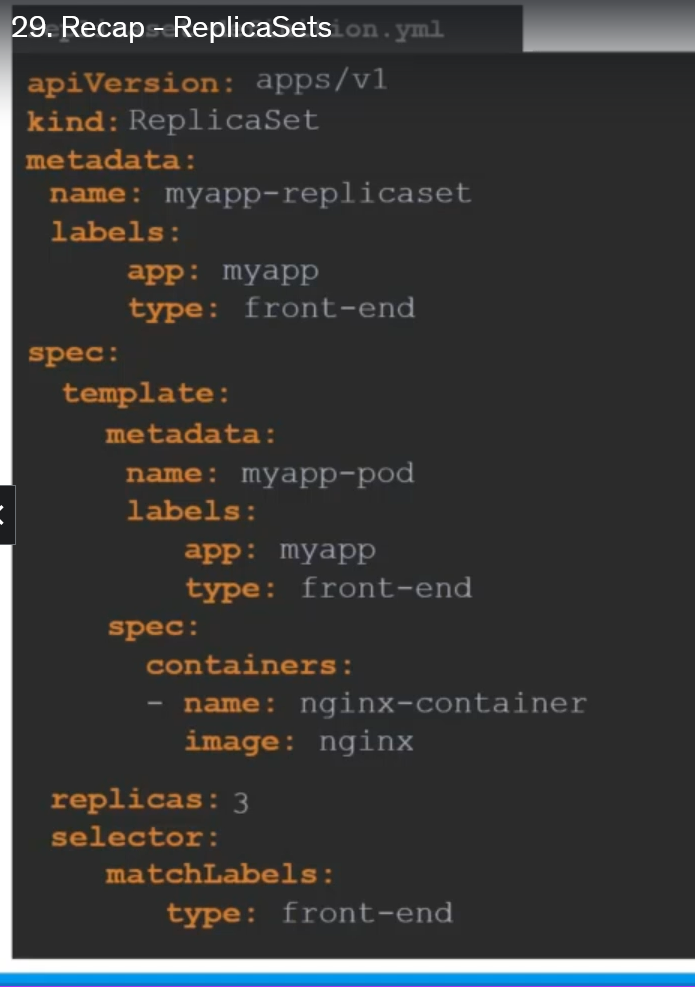 29. Recap - ReplicaSets
ion.yml
apiVersion: apps/v1
kind: ReplicaSet
metadata:
name: myapp-replicaset
labels:
app: myapp
type: front-end
spec:
template:
metadata:
name: myapp-pod
labels:
app: myapp
type: front-end
spec:
containers:
- name: nginx-container
image: nginx
replicas: 3
selector:
matchLabels:
type: front-end